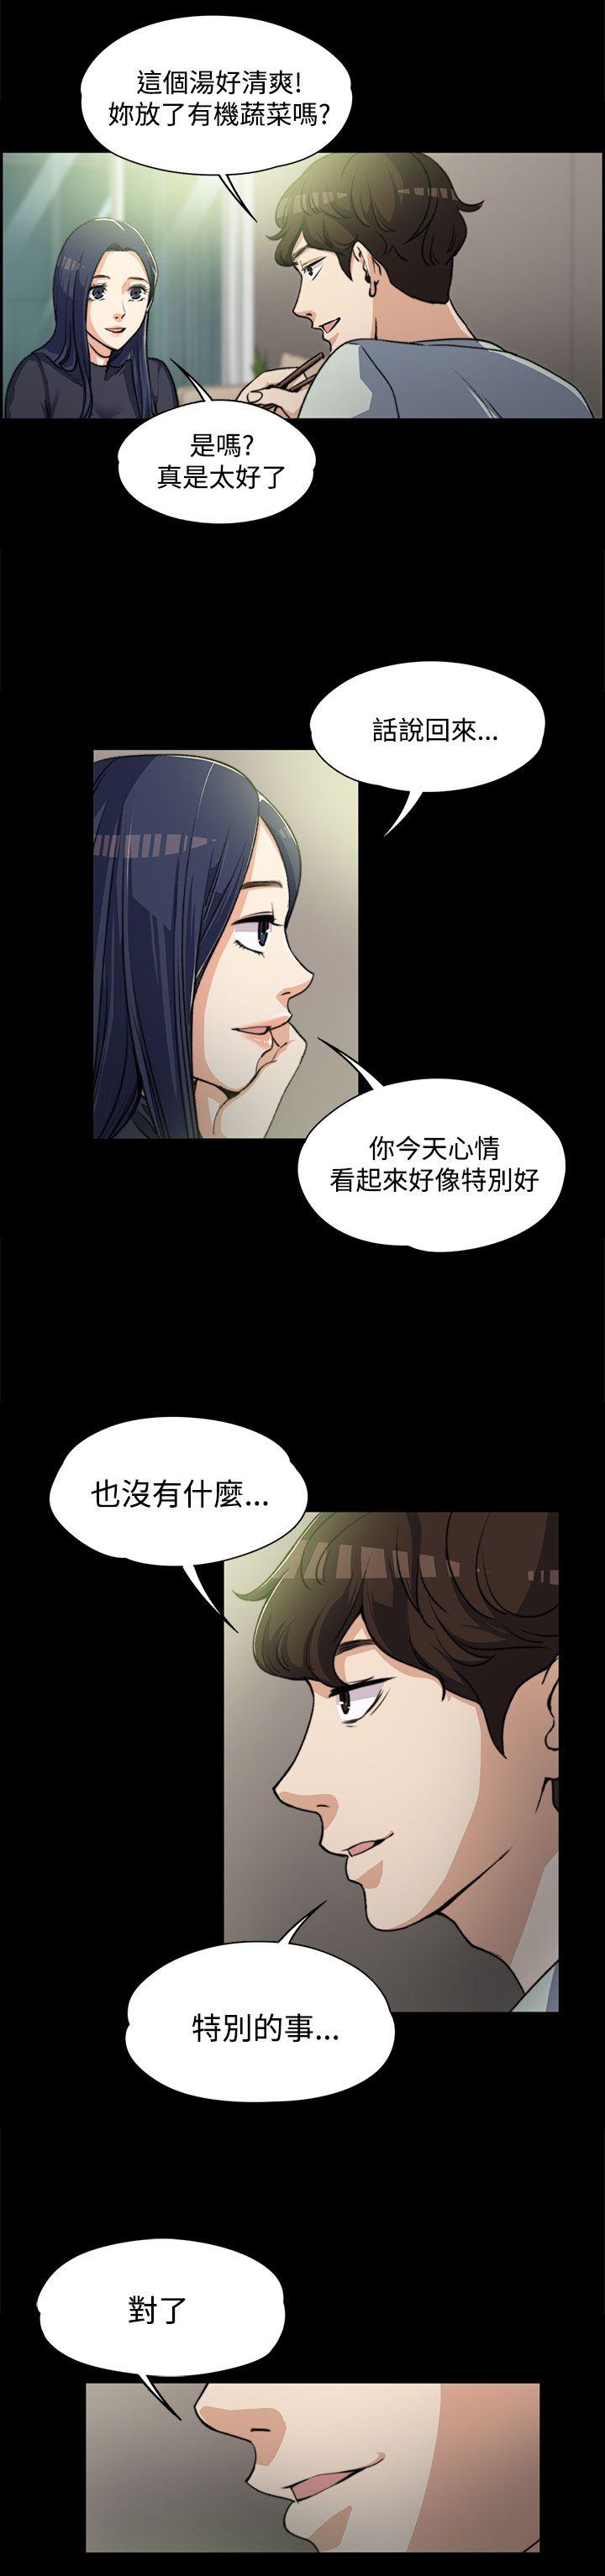 這個湯好清爽!
妳放了有機蔬菜嗎?
是嗎?
真是太好了
話說回來...
你今天心情
看起來好像特別好
也沒有什麼...
特別的事...
對了